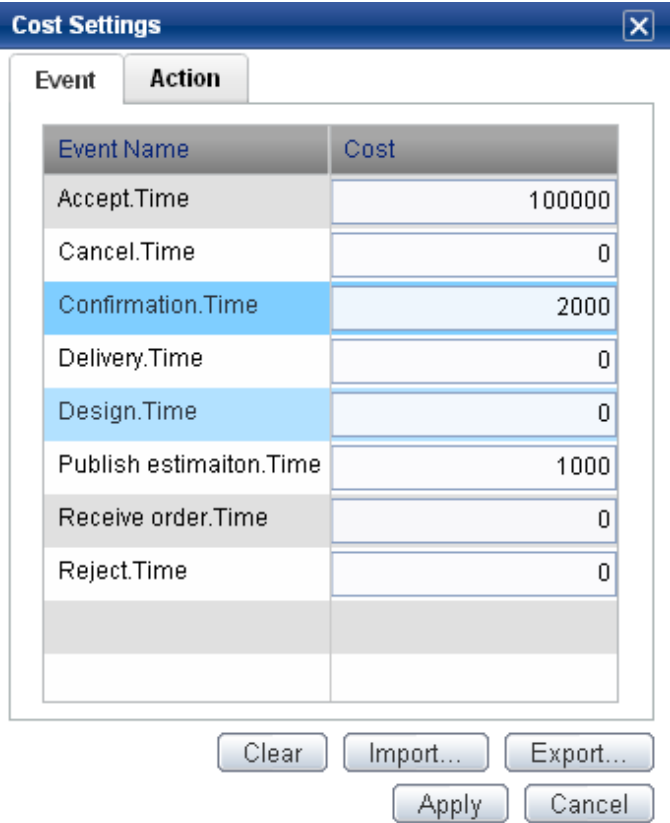 Cost Settings
Event Action
Event Name Cost
Accept.Time 100000
Cancel.Time 0
Confirmation.Time 2000
Delivery.Time 0
Design.Time 0
Publish estimaiton.Time 1000
Receive order.Time 0
Reject.Time 0
Clear Import... Export...
Apply Cancel